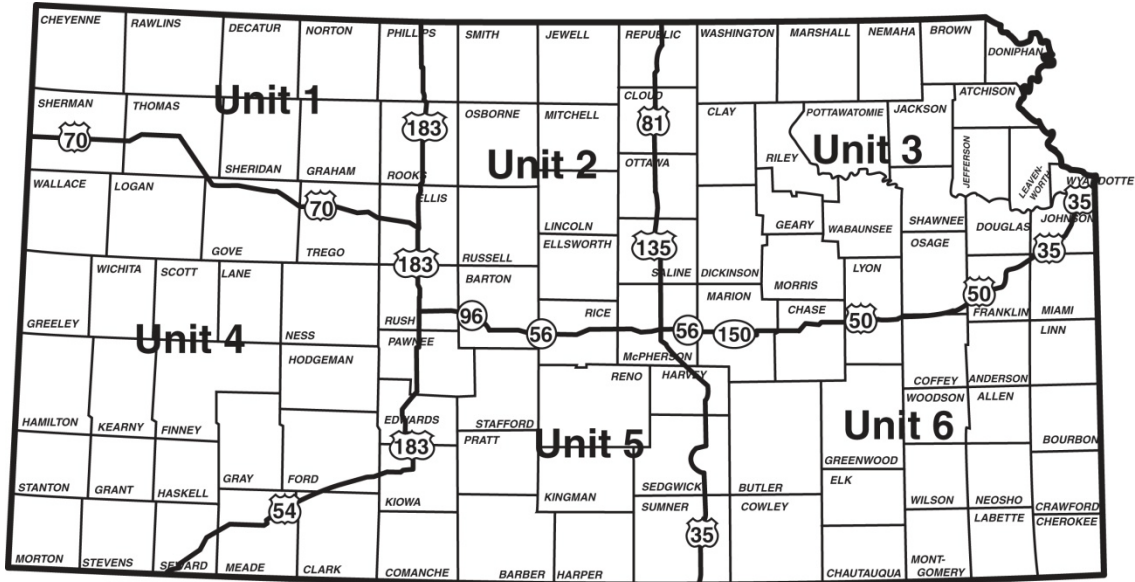 CHEYENNE
RAWLINS
DECATUR
NORTON
PHILLIPS
SMITH
JEWELL
REPUBLIC
WASHINGTON
MARSHALL
NEMAHA
BROWN
DONIPHAN
SHERMAN
THOMAS
Unit 1
SHERIDAN
GRAHAM
ROOKS
183
OSBORNE
MITCHELL
CLOUD
81
CLAY
POTTAWATOMIE
JACKSON
ATCHISON
70
Unit 2
OTTAWA
RILEY
Unit 3
JEFFERSON
LEAVEN-
WORTH
WYANDOTTE
35
WALLACE
LOGAN
70
GOVE
TREGO
ELLIS
183
RUSSELL
LINCOLN
ELLSWORTH
135
SALINE
DICKINSON
GEARY
WABAUNSEE
SHAWNEE
DOUGLAS
JOHNSON
35
OSAGE
WICHITA
SCOTT
LANE
BARTON
MORRIS
LYON
GREELEY
NESS
RUSH
96
56
RICE
56
MARION
150
CHASE
50
50
FRANKLIN
MIAMI
Unit 4
HODGEMAN
PAWNEE
McPHERSON
LINN
RENO
HARVEY
COFFEY
ANDERSON
HAMILTON
KEARNY
FINNEY
EDWARDS
STAFFORD
WOODSON
ALLEN
183
PRATT
Unit 5
Unit 6
BOURBON
GREENWOOD
STANTON
GRANT
HASKELL
GRAY
FORD
KIOWA
KINGMAN
SEDGWICK
BUTLER
ELK
WILSON
NEOSHO
CRAWFORD
54
SUMNER
COWLEY
LABETTE
CHEROKEE
35
MORTON
STEVENS
SEWARD
MEADE
CLARK
COMANCHE
BARBER
HARPER
CHAUTAUQUA
MONT-
GOMERY